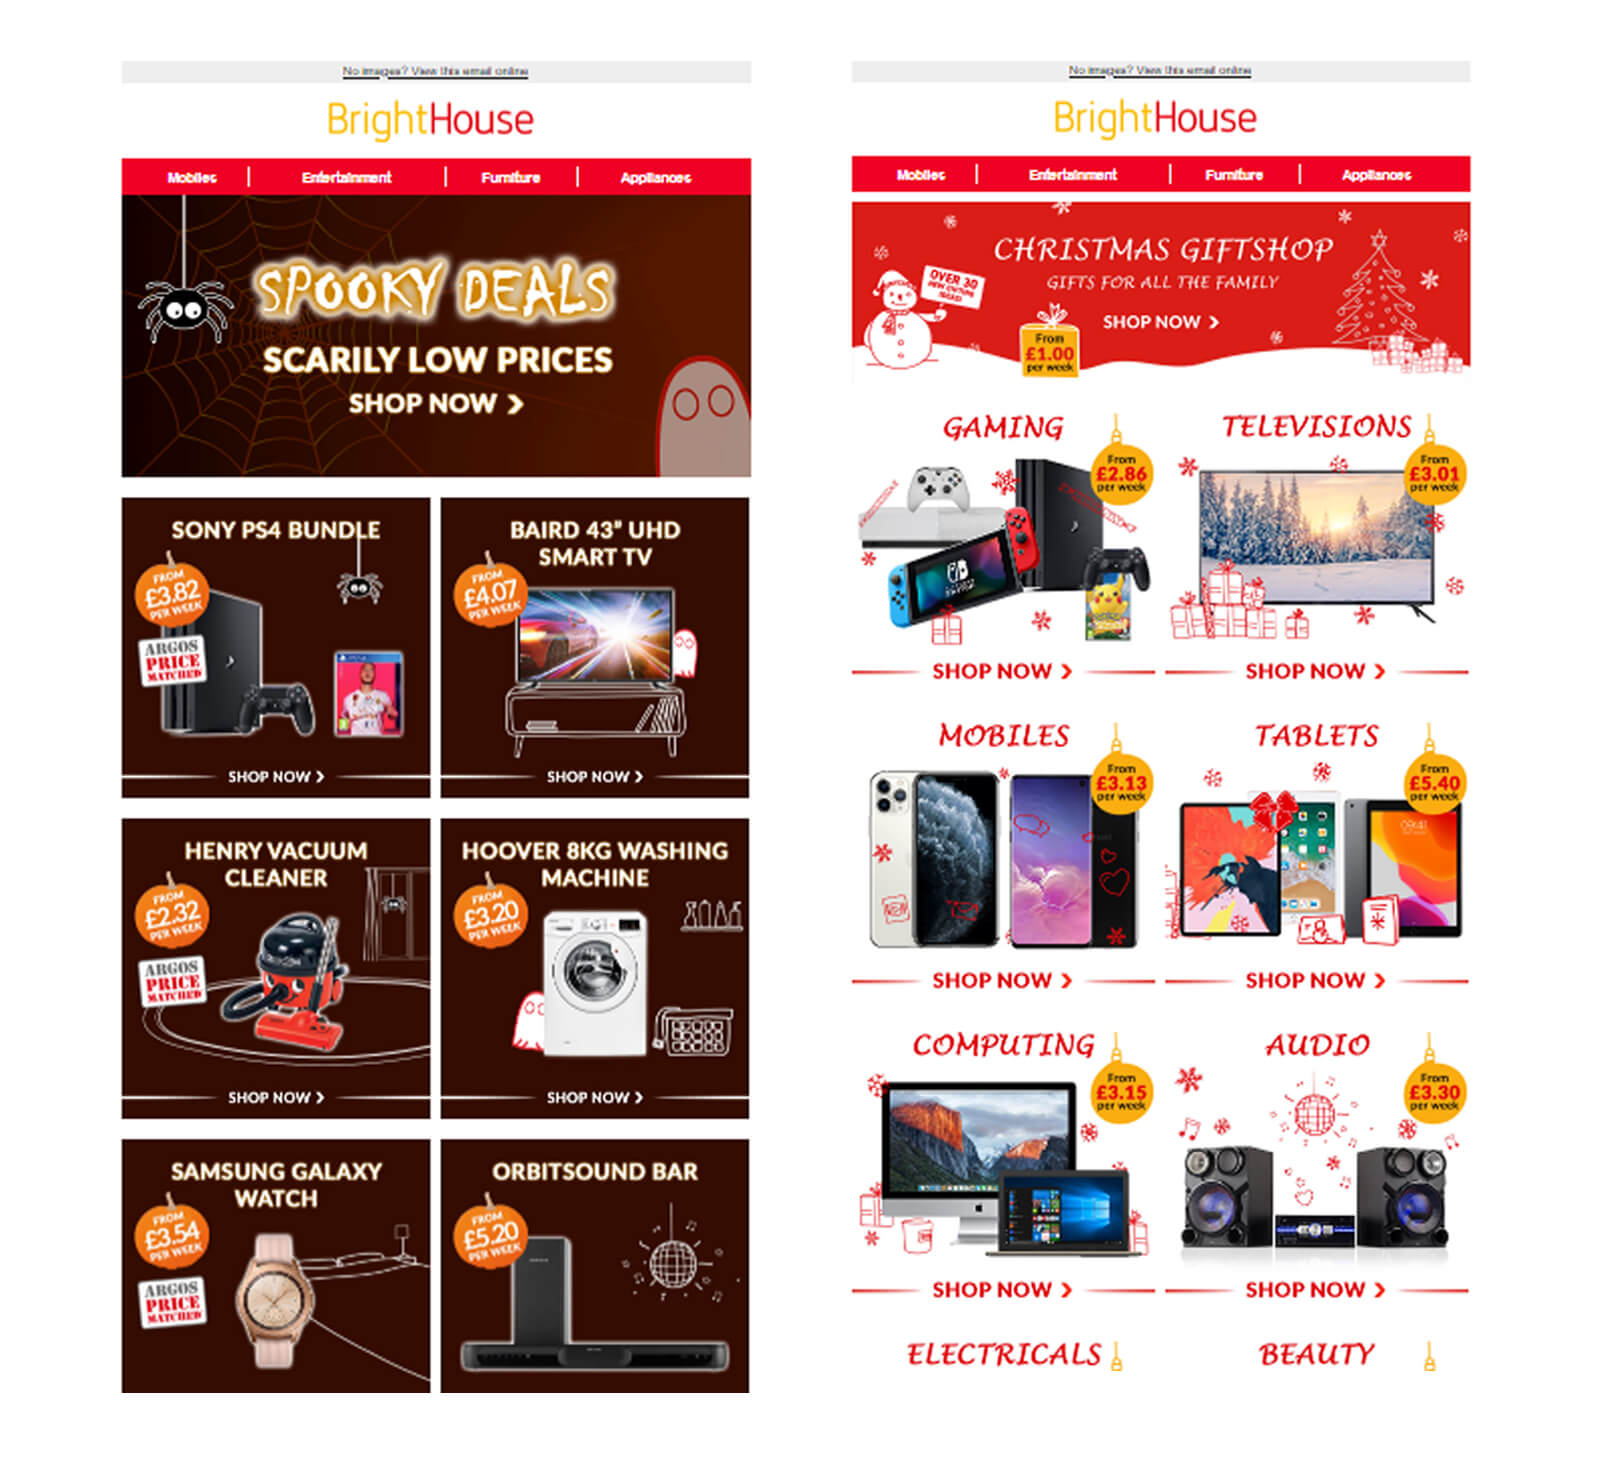 No images? View this email online
BrightHouse
Mobiles
Entertainment
Furniture
Appliances
SPOOKY DEALS
SCARILY LOW PRICES
SHOP NOW
SONY PS4 BUNDLE
FROM
£3.82
PER WEEK
ARGOS
PRICE
MATCHED
SHOP NOW
BAIRD 43" UHD
SMART TV
FROM
£4.07
PER WEEK
SHOP NOW
HENRY VACUUM
CLEANER
FROM
£2.32
PER WEEK
ARGOS
PRICE
MATCHED
SHOP NOW
HOOVER 8KG WASHING
MACHINE
FROM
£3.20
PER WEEK
SHOP NOW
SAMSUNG GALAXY
WATCH
FROM
£3.54
PER WEEK
ARGOS
PRICE
MATCHED
ORBITSOUND BAR
FROM
£5.20
PER WEEK
No images? View this email online
BrightHouse
Mobiles
Entertainment
Furniture
Appliances
CHRISTMAS GIFTSHOP
GIFTS FOR ALL THE FAMILY
SHOP NOW
OVER 30
From
£1.00
per week
GAMING
From
£2.86
per week
SHOP NOW
TELEVISIONS
From
£3.01
per week
SHOP NOW
MOBILES
From
£3.13
per week
NEW
SHOP NOW
TABLETS
From
£5.40
per week
09:41
SHOP NOW
COMPUTING
From
£3.15
per week
SHOP NOW
AUDIO
From
£3.30
per week
SHOP NOW
ELECTRICALS
BEAUTY